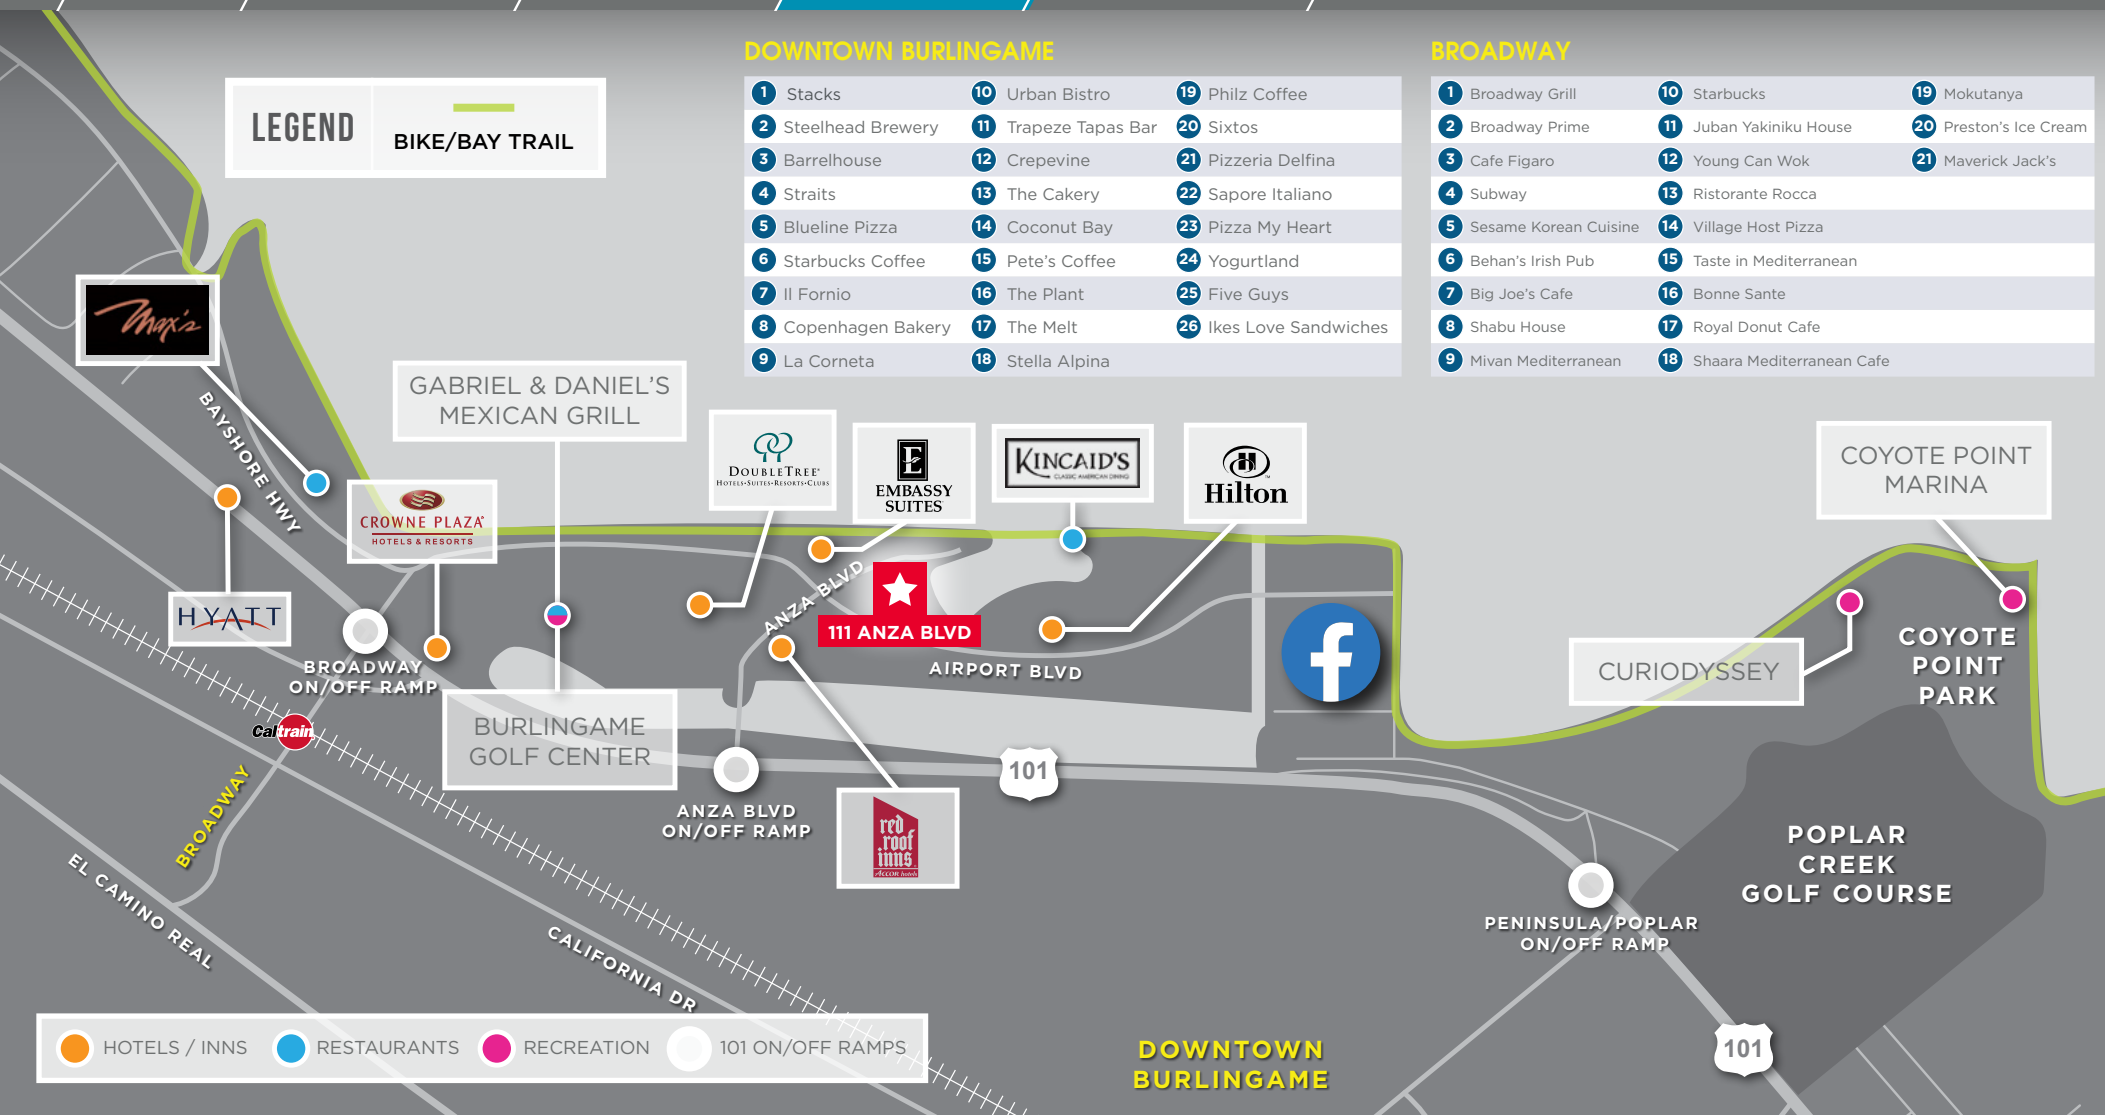 DOWNTOWN BURLINGAME
1 Stacks
2 Steelhead Brewery
3 Barrelhouse
4 Straits
5 Blueline Pizza
6 Starbucks Coffee
7 Il Fornio
8 Copenhagen Bakery
9 La Corneta
10 Urban Bistro
11 Trapeze Tapas Bar
12 Crepevine
13 The Cakery
14 Coconut Bay
15 Pete's Coffee
16 The Plant
17 The Melt
18 Stella Alpina
19 Philz Coffee
20 Sixtos
21 Pizzeria Delfina
22 Sapore Italiano
23 Pizza My Heart
24 Yogurtland
25 Five Guys
26 Ikes Love Sandwiches
BROADWAY
1 Broadway Grill
2 Broadway Prime
3 Cafe Figaro
4 Subway
5 Sesame Korean Cuisine
6 Behan's Irish Pub
7 Big Joe's Cafe
8 Shabu House
9 Mivan Mediterranean
10 Starbucks
11 Juban Yakiniku House
12 Young Can Wok
13 Ristorante Rocca
14 Village Host Pizza
15 Taste in Mediterranean
16 Bonne Sante
17 Royal Donut Cafe
18 Shaara Mediterranean Cafe
19 Mokutanya
20 Preston's Ice Cream
21 Maverick Jack's
LEGEND
BIKE/BAY TRAIL
Max's
BAYSHORE HWY
GABRIEL & DANIEL'S
MEXICAN GRILL
DOUBLETREE
HOTELS•SUITES•RESORTS•CLUBS
E
EMBASSY
SUITES
KINCAID'S
CLASSIC AMERICAN DINING
H
Hilton
COYOTE POINT
MARINA
CROWNE PLAZA
HOTELS & RESORTS
HYATT
ANZA BLVD
111 ANZA BLVD
AIRPORT BLVD
f
CURIODYSSEY
COYOTE
POINT
PARK
BROADWAY
ON/OFF RAMP
Caltrain
BURLINGAME
GOLF CENTER
101
ANZA BLVD
ON/OFF RAMP
red
roof
inns
ACCOR hotels
BROADWAY
EL CAMINO REAL
CALIFORNIA DR
POPLAR
CREEK
GOLF COURSE
PENINSULA/POPLAR
ON/OFF RAMP
101
DOWNTOWN
BURLINGAME
HOTELS / INNS
RESTAURANTS
RECREATION
101 ON/OFF RAMPS